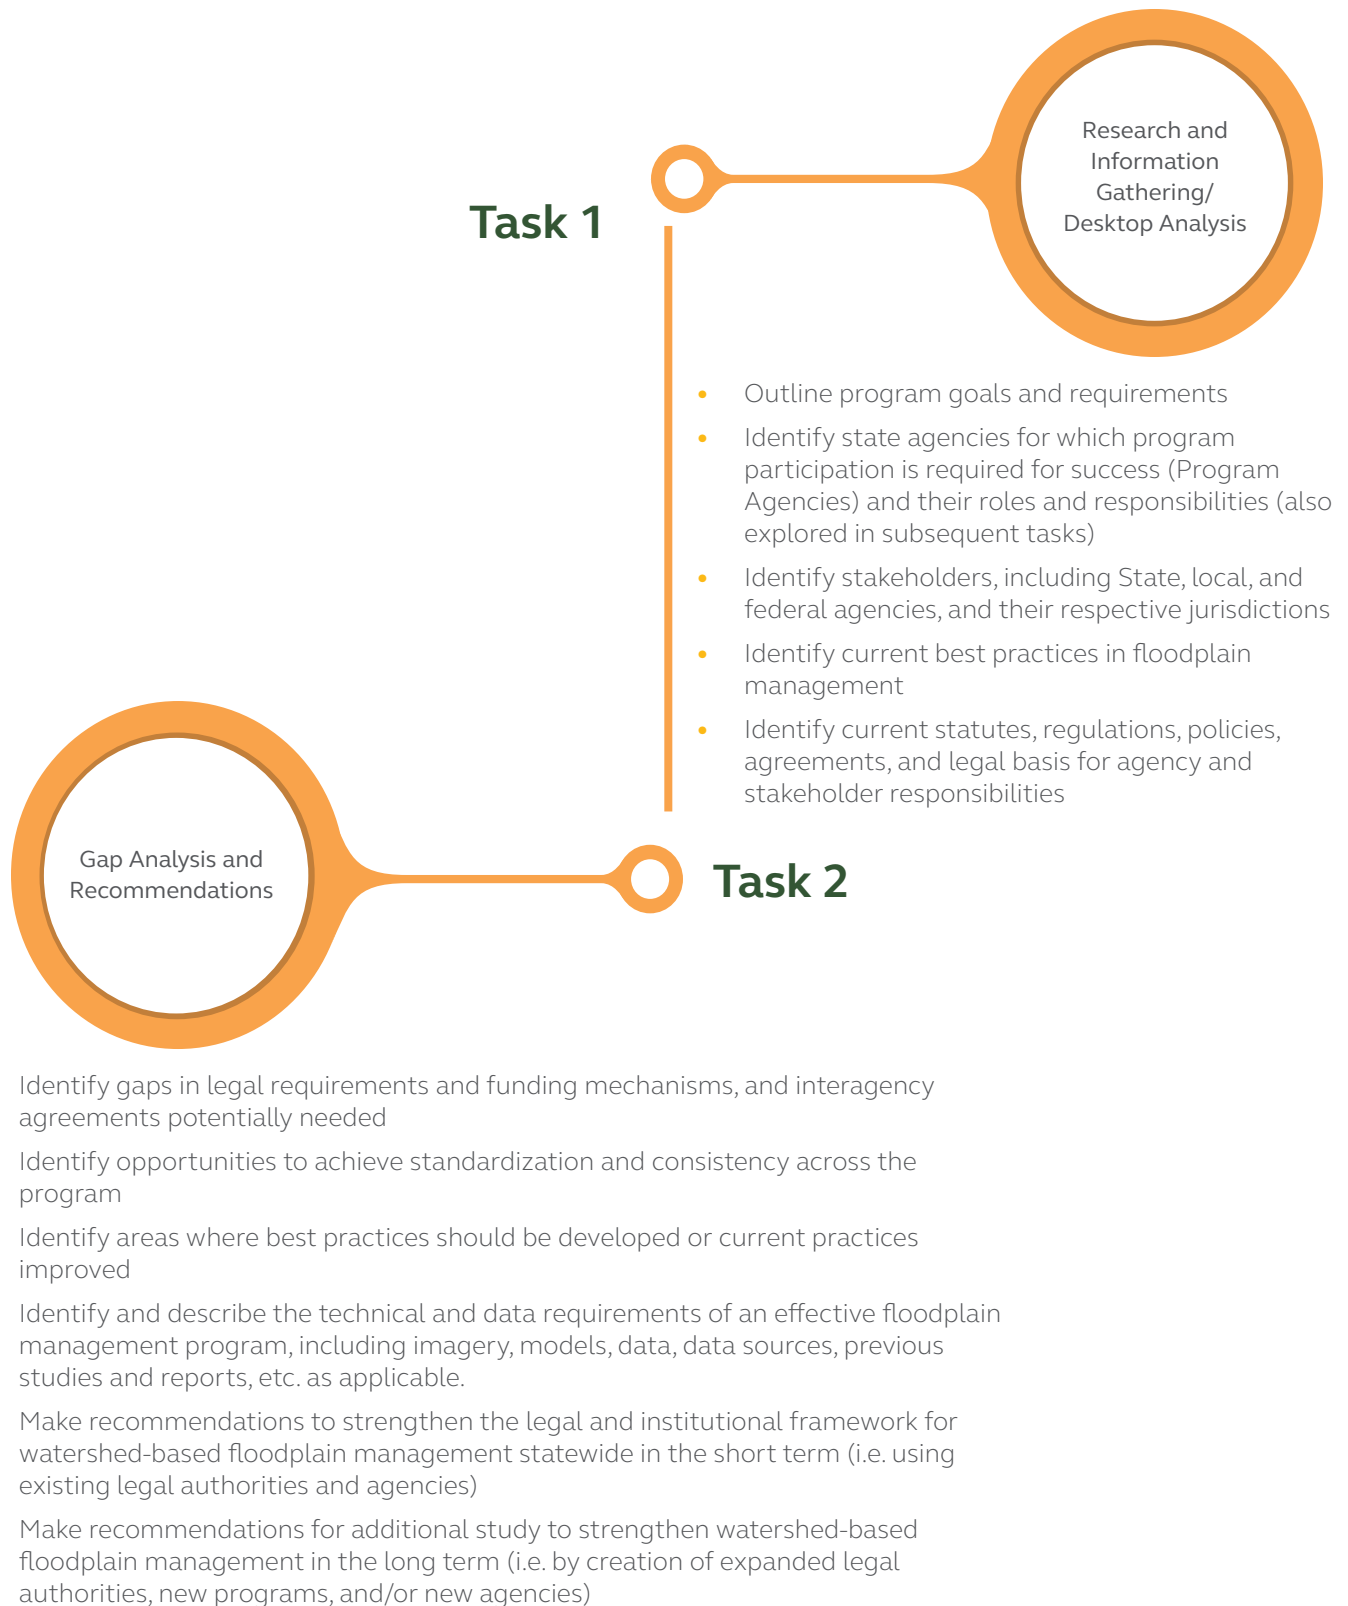 Task 1
Research and
Information
Gathering/
Desktop Analysis
• Outline program goals and requirements
• Identify state agencies for which program
participation is required for success (Program
Agencies) and their roles and responsibilities (also
explored in subsequent tasks)
• Identify stakeholders, including State, local, and
federal agencies, and their respective jurisdictions
• Identify current best practices in floodplain
management
• Identify current statutes, regulations, policies,
agreements, and legal basis for agency and
stakeholder responsibilities
Task 2
Gap Analysis and
Recommendations
Identify gaps in legal requirements and funding mechanisms, and interagency
agreements potentially needed
Identify opportunities to achieve standardization and consistency across the
program
Identify areas where best practices should be developed or current practices
improved
Identify and describe the technical and data requirements of an effective floodplain
management program, including imagery, models, data, data sources, previous
studies and reports, etc. as applicable.
Make recommendations to strengthen the legal and institutional framework for
watershed-based floodplain management statewide in the short term (i.e. using
existing legal authorities and agencies)
Make recommendations for additional study to strengthen watershed-based
floodplain management in the long term (i.e. by creation of expanded legal
authorities, new programs, and/or new agencies)